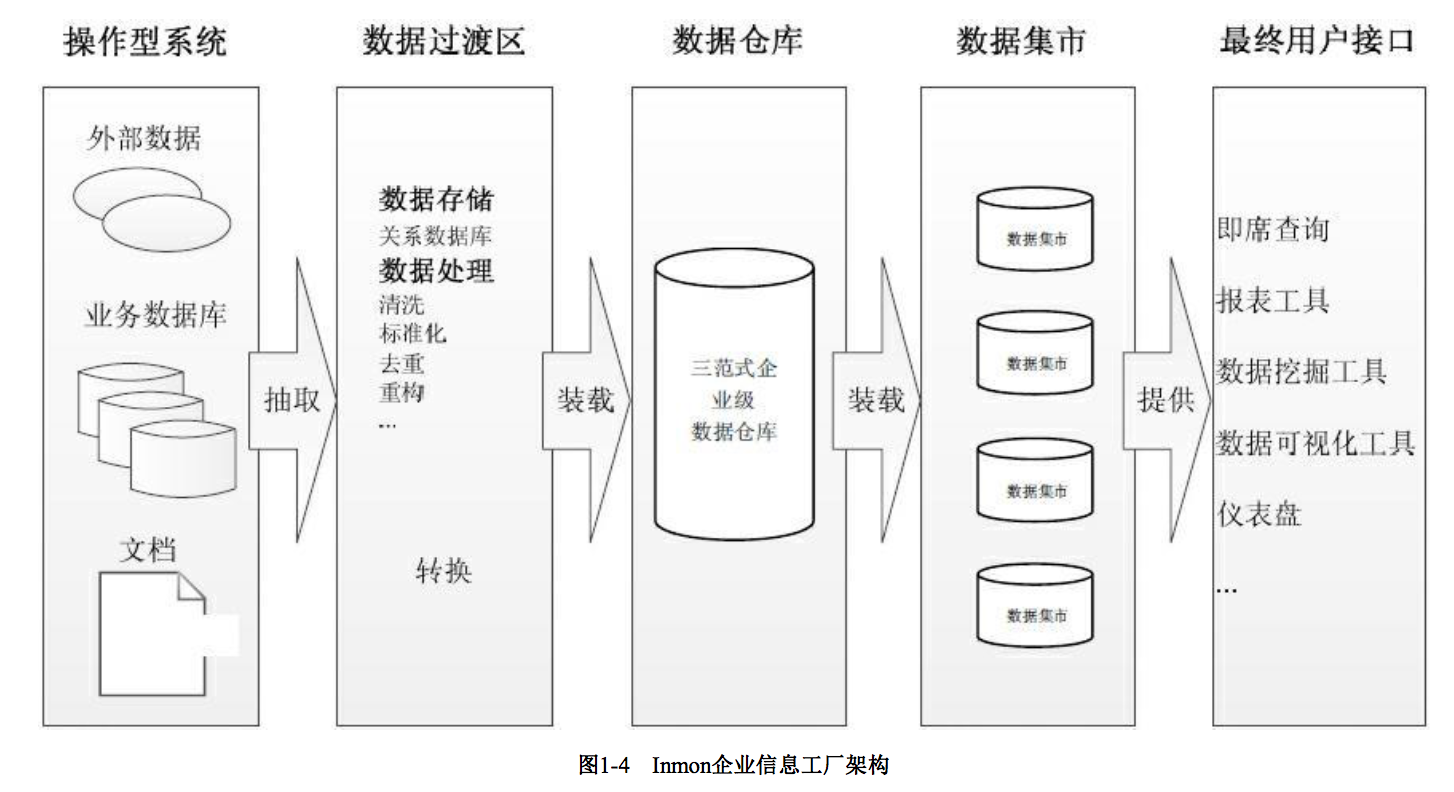 操作型系统
数据过渡区
数据仓库
数据集市
最终用户接口
外部数据
业务数据库
文档
抽取
数据存储
关系数据库
数据处理
清洗
标准化
去重
重构
...
转换
装载
三范式企
业级
数据仓库
装载
数据集市
数据集市
数据集市
数据集市
提供
即席查询
报表工具
数据挖掘工具
数据可视化工具
仪表盘
...
图1-4 Inmon企业信息工厂架构